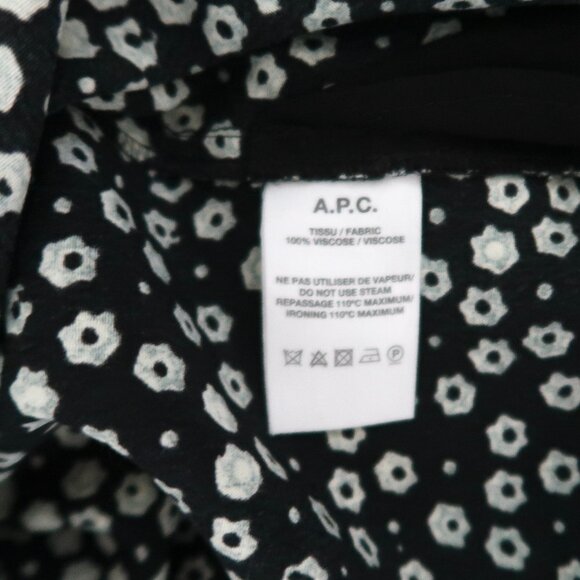 A.P.C.
TISSU / FABRIC
100% VISCOSE / VISCOSE
NE PAS UTILISER DE VAPEUR/
DO NOT USE STEAM
REPASSAGE 110°C MAXIMUM/
IRONING 110°C MAXIMUM
P